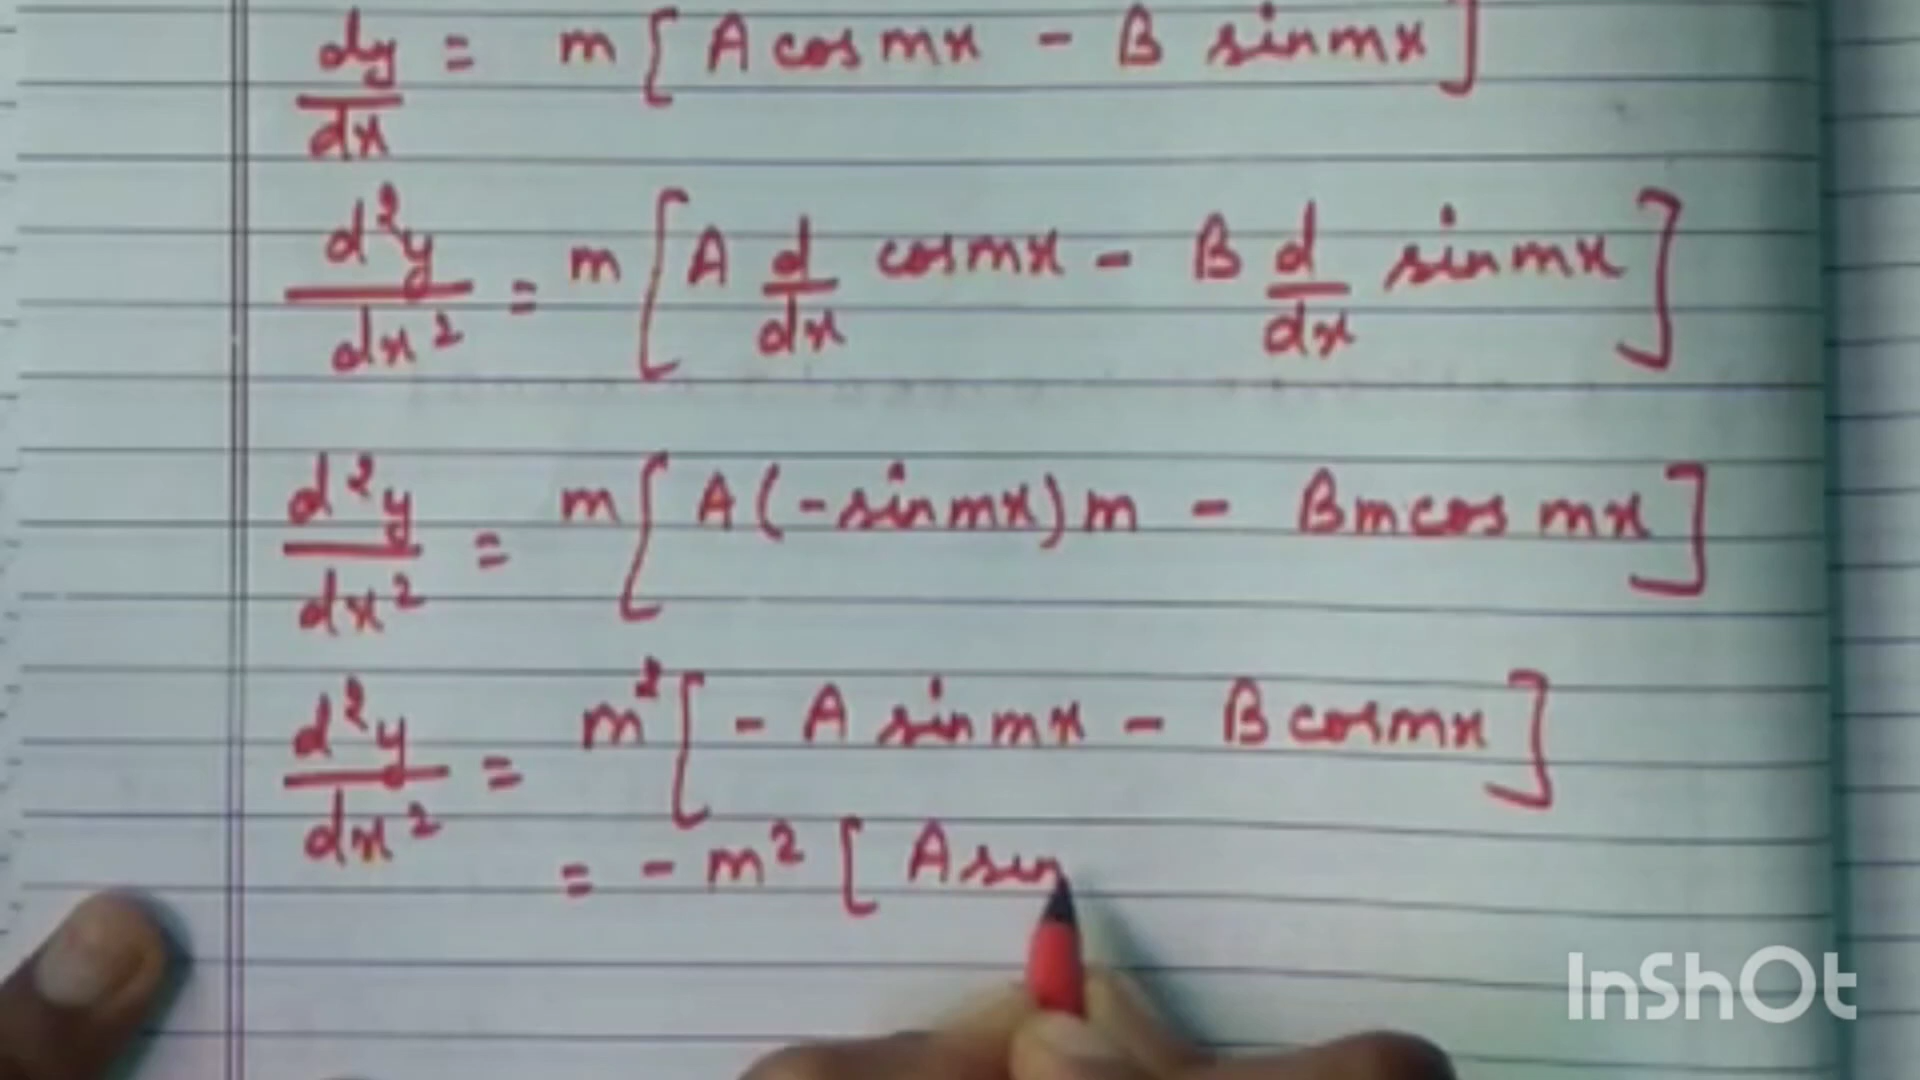 dy/dx = m [ A cos mx - B sin mx ]
d²y/dx² = m [ A d/dx cos mx - B d/dx sin mx ]
d²y/dx² = m [ A (- sin mx) m - B m cos mx ]
d²y/dx² = m² [ - A sin mx - B cos mx ]
= - m² [ A sin
InShOt